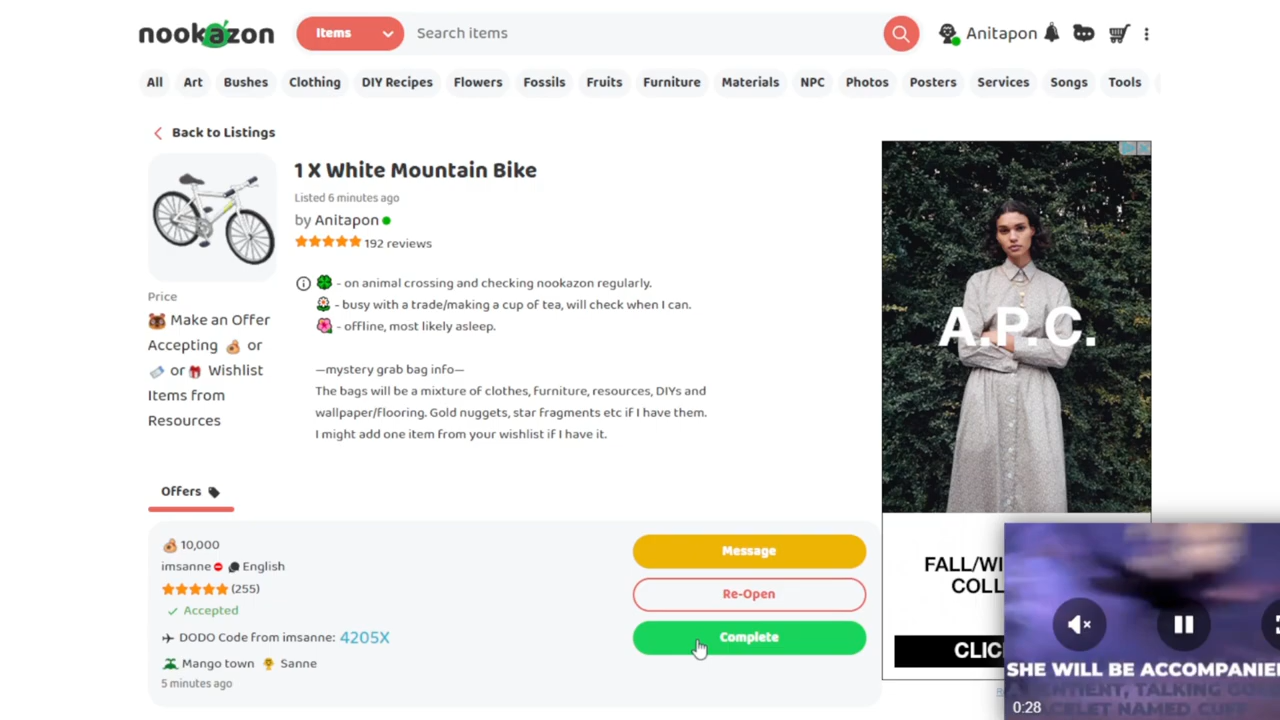 nookazon
Items
Search items
Anitapon
All
Art
Bushes
Clothing
DIY Recipes
Flowers
Fossils
Fruits
Furniture
Materials
NPC
Photos
Posters
Services
Songs
Tools
Back to Listings
1 X White Mountain Bike
Listed 6 minutes ago
by Anitapon
192 reviews
- on animal crossing and checking nookazon regularly.
- busy with a trade/making a cup of tea, will check when I can.
- offline, most likely asleep.
—mystery grab bag info—
The bags will be a mixture of clothes, furniture, resources, DIYs and
wallpaper/flooring. Gold nuggets, star fragments etc if I have them.
I might add one item from your wishlist if I have it.
Price
Make an Offer
Accepting or
or Wishlist
Items from
Resources
Offers
10,000
imsanne English
(255)
Accepted
DODO Code from imsanne: 4205X
Mango town Sanne
5 minutes ago
Message
Re-Open
Complete
A.P.C.
FALL/WI
COLL
CLIC
SHE WILL BE ACCOMPANIE
TALKING
NAMED CUFF
0:28